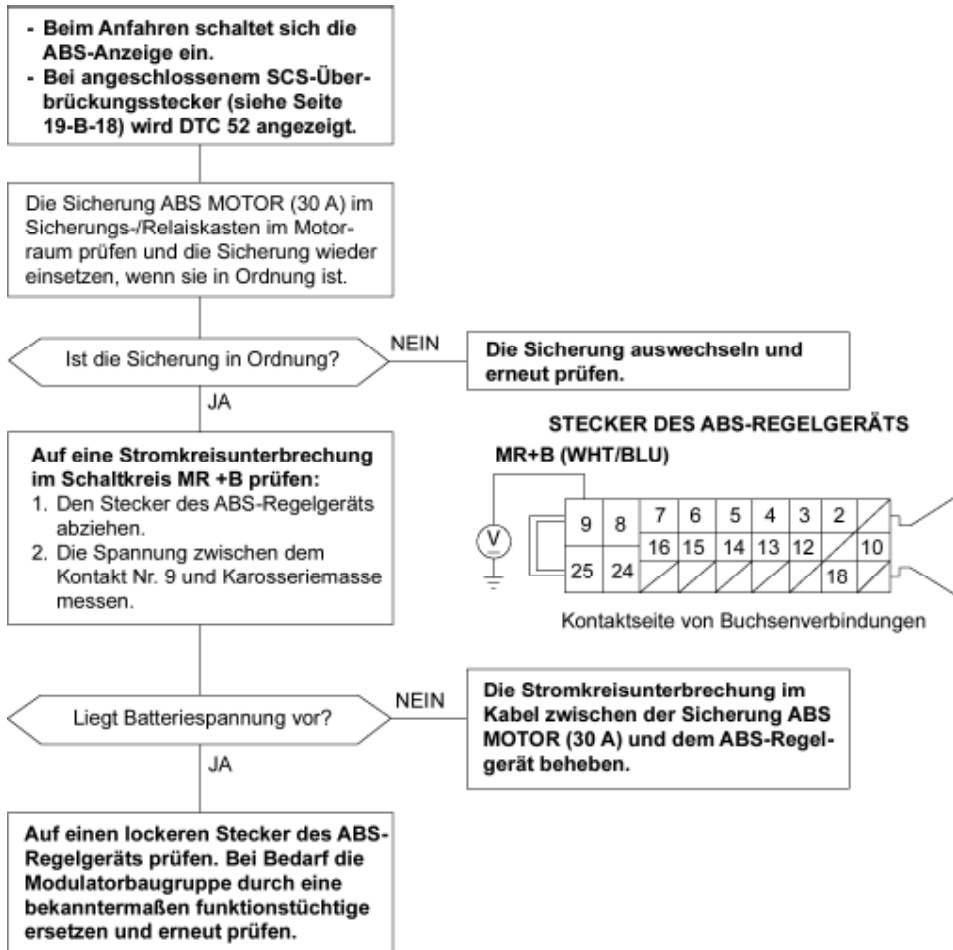 - Beim Anfahren schaltet sich die
ABS-Anzeige ein.
- Bei angeschlossenem SCS-Über-
brückungsstecker (siehe Seite
19-B-18) wird DTC 52 angezeigt.
Die Sicherung ABS MOTOR (30 A) im
Sicherungs-/Relaiskasten im Motor-
raum prüfen und die Sicherung wieder
einsetzen, wenn sie in Ordnung ist.
Ist die Sicherung in Ordnung?
NEIN
Die Sicherung auswechseln und
erneut prüfen.
JA
Auf eine Stromkreisunterbrechung
im Schaltkreis MR +B prüfen:
1. Den Stecker des ABS-Regelgeräts
abziehen.
2. Die Spannung zwischen dem
Kontakt Nr. 9 und Karosseriemasse
messen.
STECKER DES ABS-REGELGERÄTS
MR+B (WHT/BLU)
V
9 8 7 6 5 4 3 2
16 15 14 13 12 10
25 24 18
Kontaktseite von Buchsenverbindungen
Liegt Batteriespannung vor?
NEIN
Die Stromkreisunterbrechung im
Kabel zwischen der Sicherung ABS
MOTOR (30 A) und dem ABS-Regel-
gerät beheben.
JA
Auf einen lockeren Stecker des ABS-
Regelgeräts prüfen. Bei Bedarf die
Modulatorbaugruppe durch eine
bekanntermaßen funktionstüchtige
ersetzen und erneut prüfen.